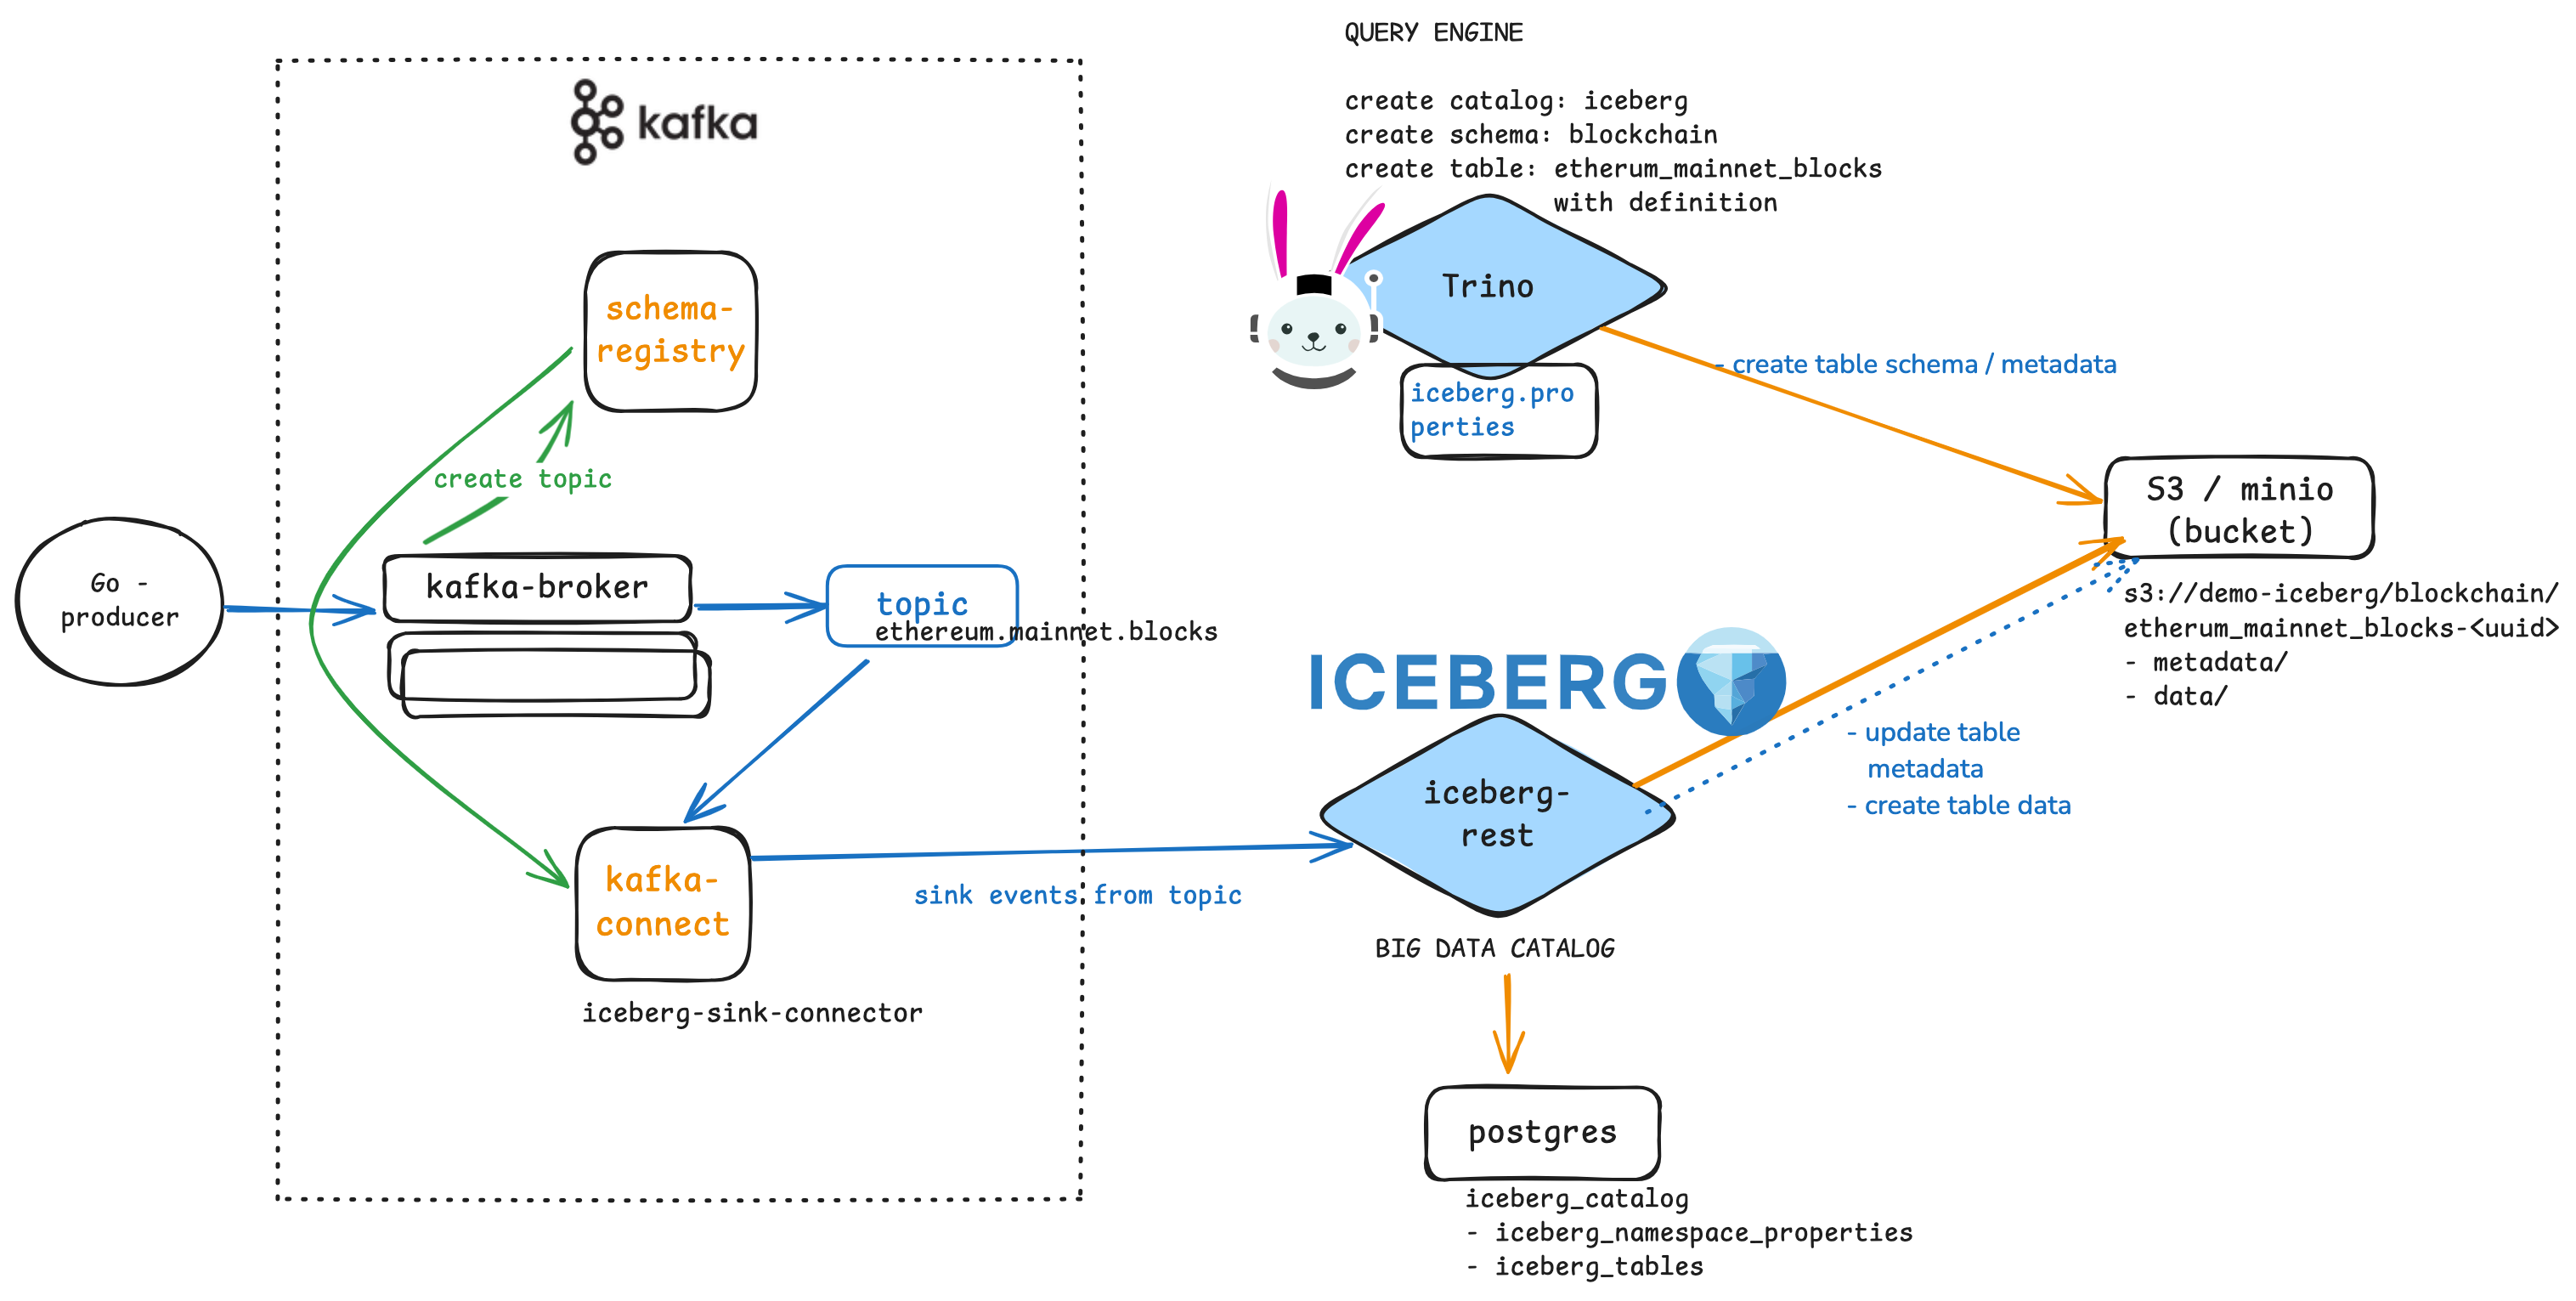 QUERY ENGINE
create catalog: iceberg
create schema: blockchain
create table: etherum_mainnet_blocks
with definition
kafka
schema-
registry
create topic
Go -
producer
kafka-broker
topic
ethereum.mainnet.blocks
kafka-
connect
iceberg-sink-connector
sink events from topic
Trino
iceberg.pro
perties
- create table schema / metadata
S3 / minio
(bucket)
s3://demo-iceberg/blockchain/
etherum_mainnet_blocks-<uuid>
- metadata/
- data/
ICEBERG
iceberg-
rest
- update table
metadata
- create table data
BIG DATA CATALOG
postgres
iceberg_catalog
- iceberg_namespace_properties
- iceberg_tables